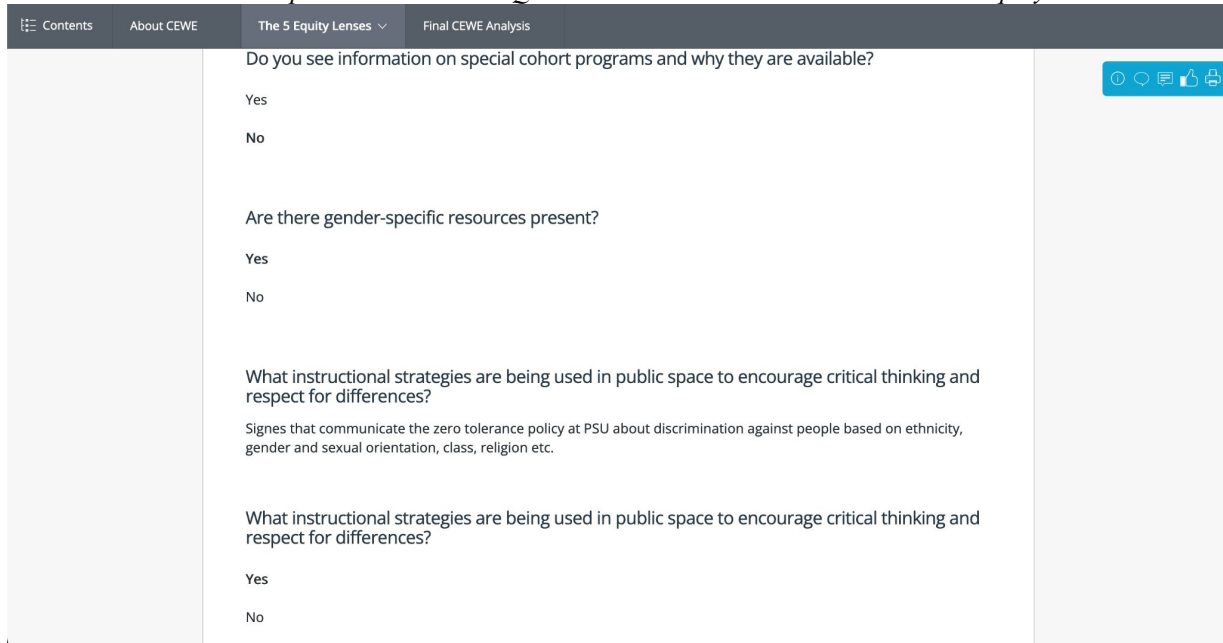 Contents About CEWE The 5 Equity Lenses Final CEWE Analysis
Do you see information on special cohort programs and why they are available?
Yes
No
Are there gender-specific resources present?
Yes
No
What instructional strategies are being used in public space to encourage critical thinking and
respect for differences?
Signes that communicate the zero tolerance policy at PSU about discrimination against people based on ethnicity,
gender and sexual orientation, class, religion etc.
What instructional strategies are being used in public space to encourage critical thinking and
respect for differences?
Yes
No